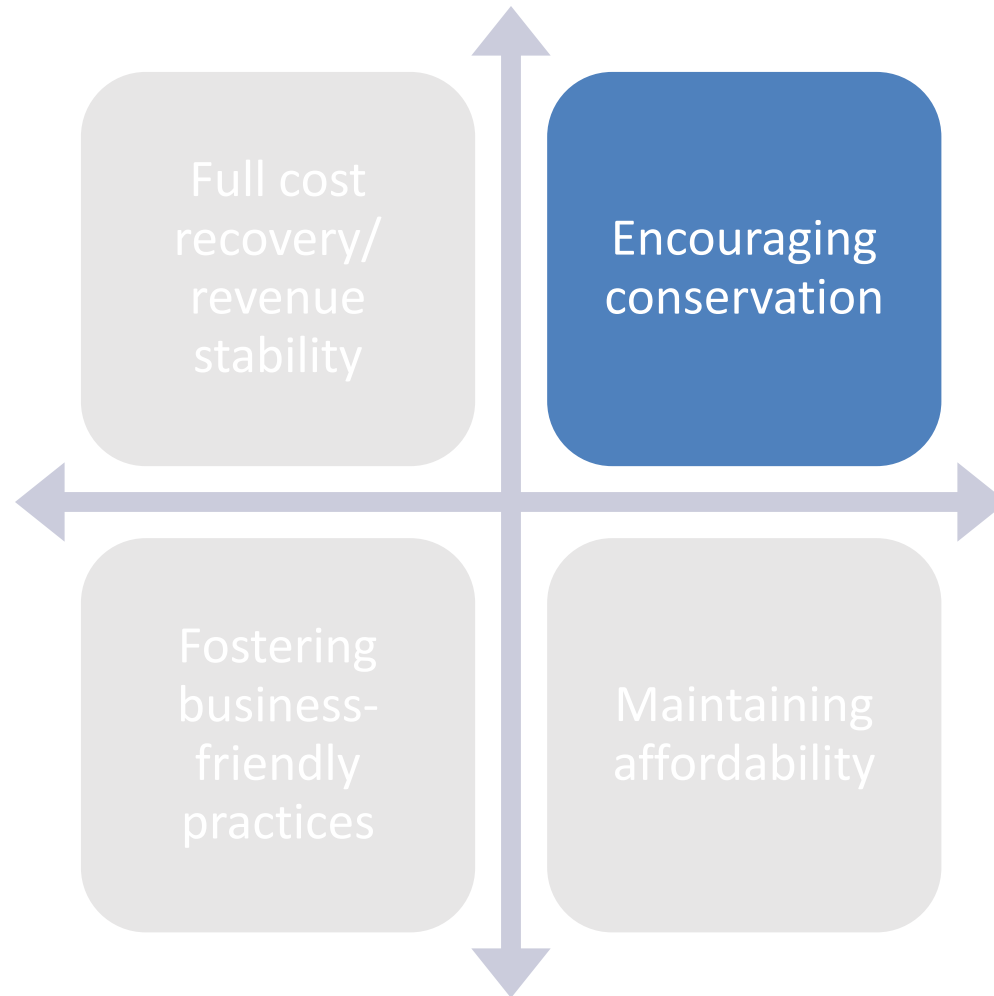 Full cost
recovery/
revenue
stability
Encouraging
conservation
Fostering
business-
friendly
practices
Maintaining
affordability